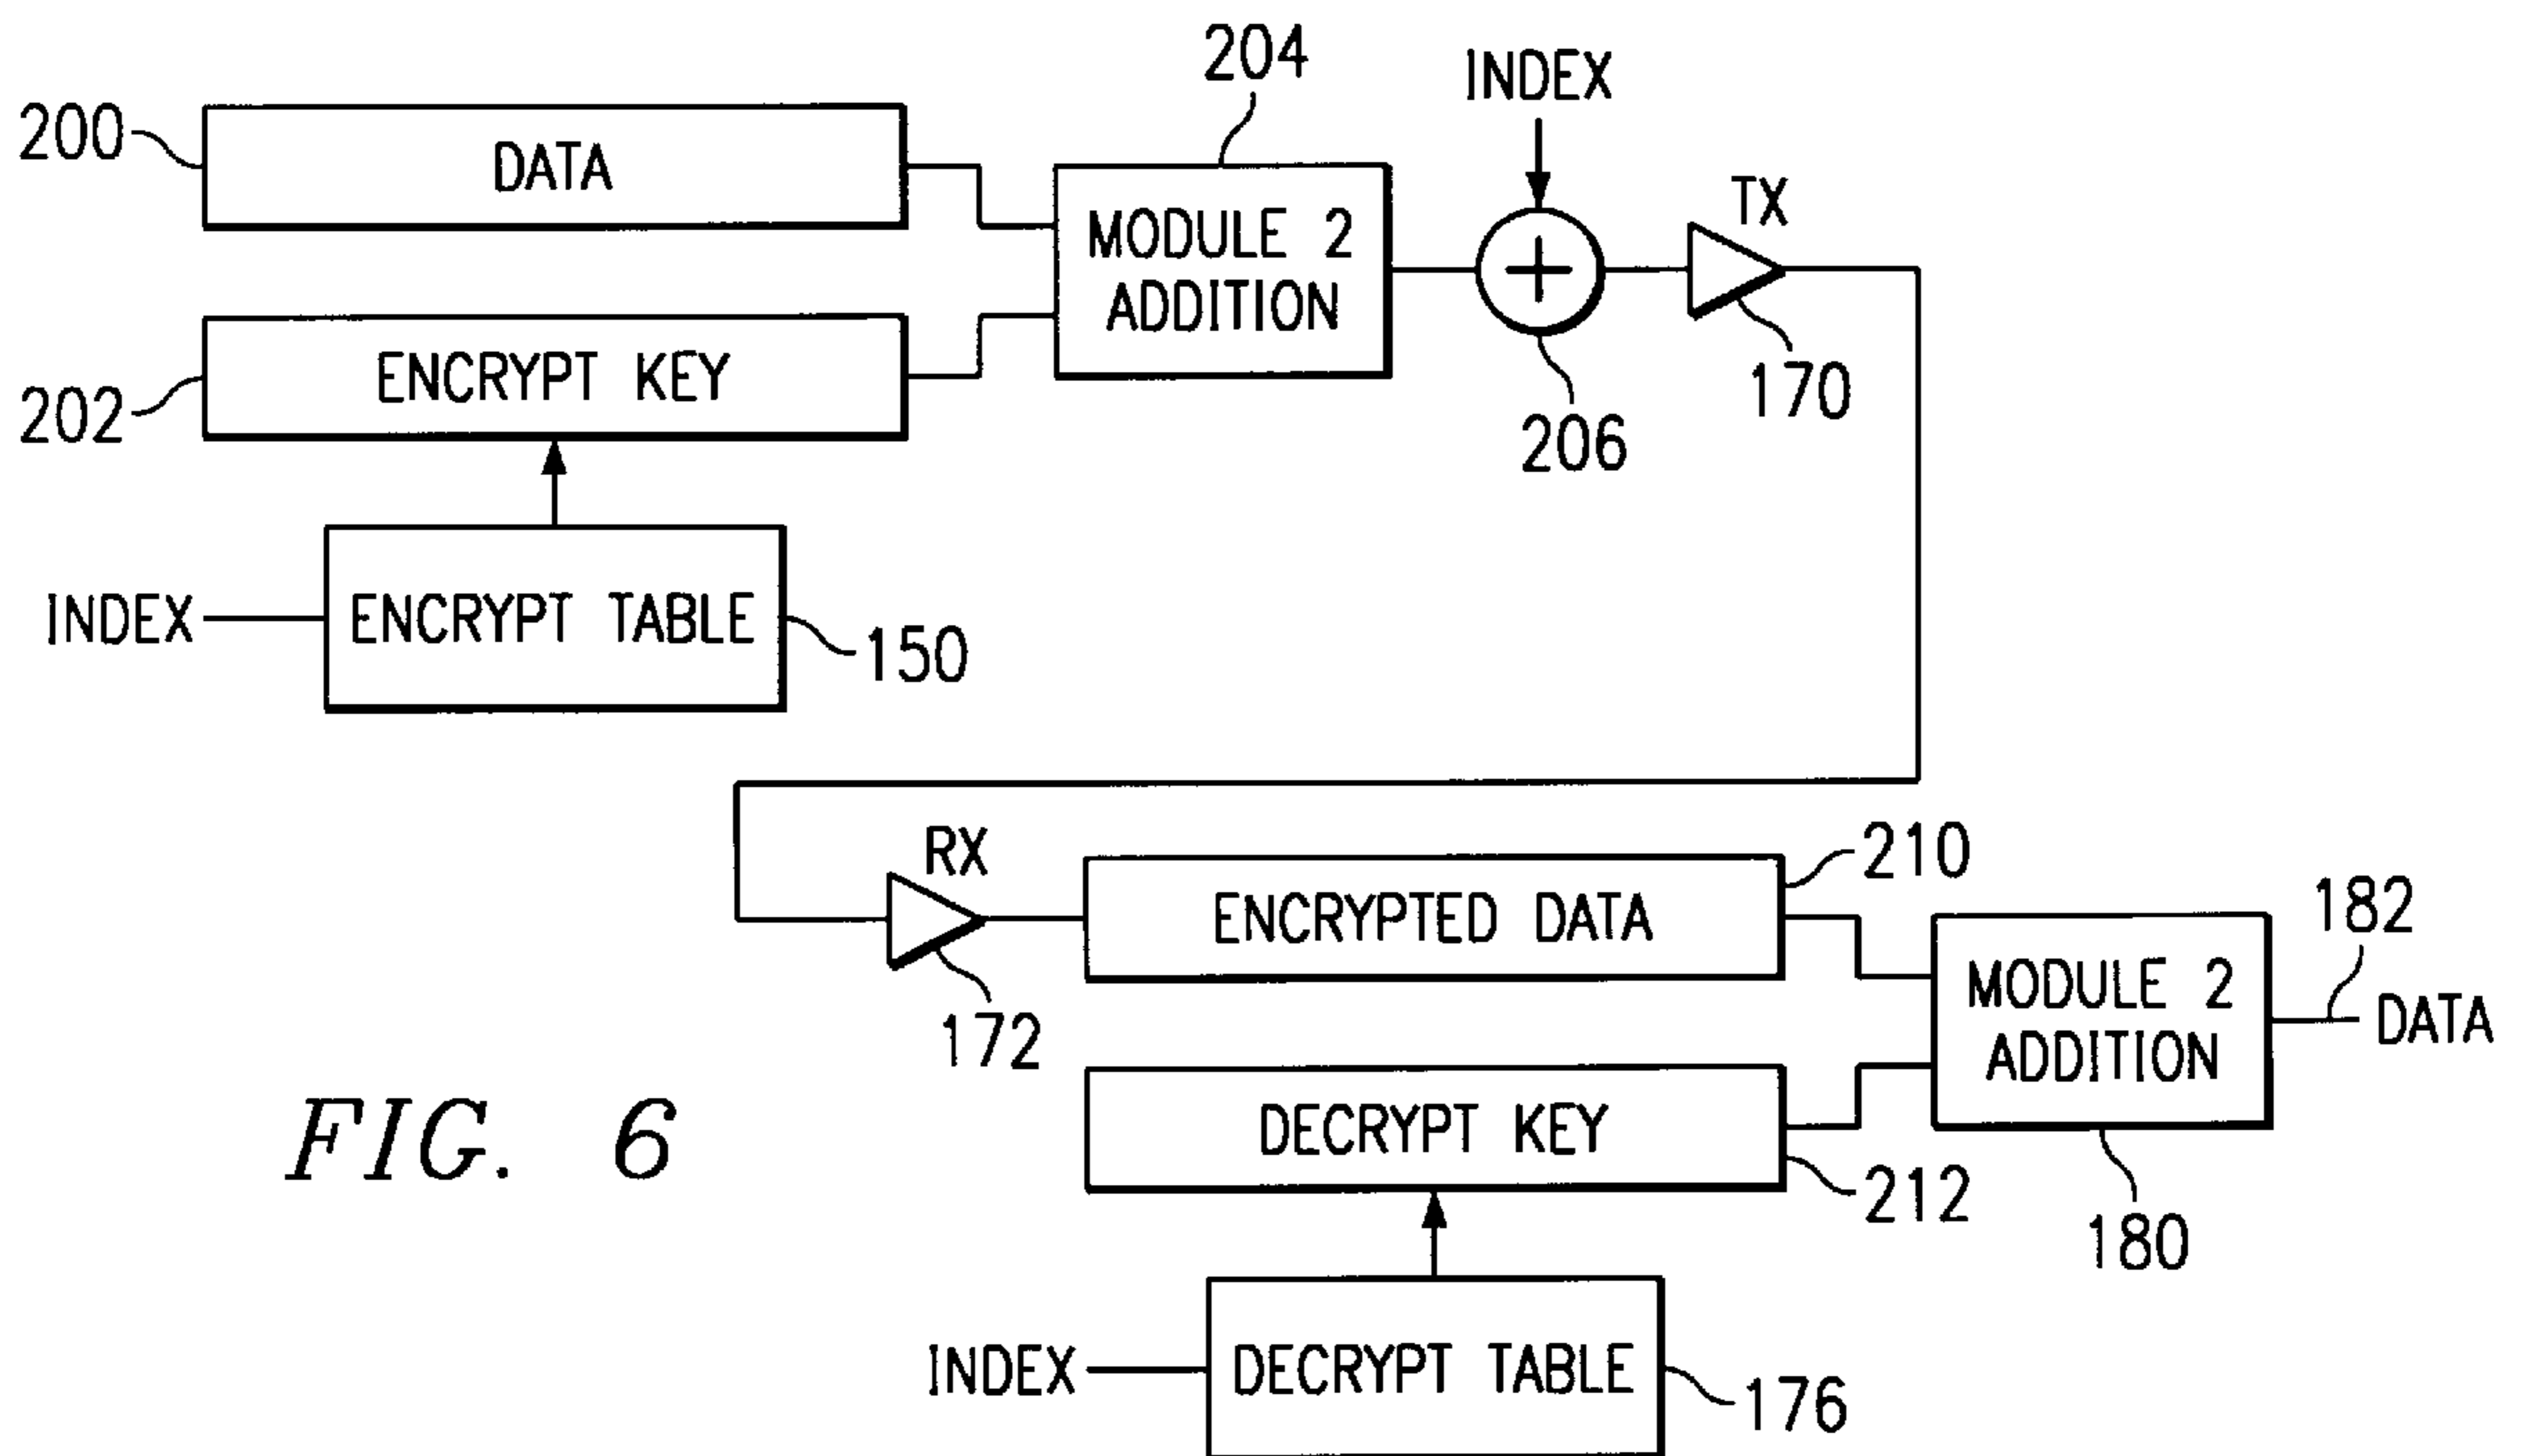 204
INDEX
200
DATA
TX
MODULE 2
ADDITION
ENCRYPT KEY
202
170
206
INDEX
ENCRYPT TABLE
150
RX
210
ENCRYPTED DATA
182
MODULE 2
ADDITION
DATA
172
DECRYPT KEY
FIG. 6
212
180
INDEX
DECRYPT TABLE
176